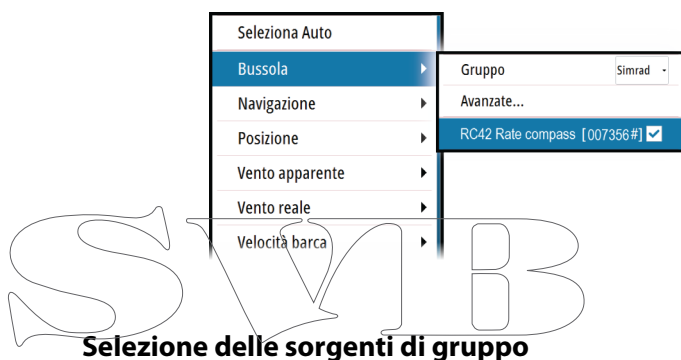 Seleziona Auto
Bussola
Navigazione
Posizione
Vento apparente
Vento reale
Velocità barca
Gruppo Simrad
Avanzate...
RC42 Rate compass [007356#]
SVB
Selezione delle sorgenti di gruppo